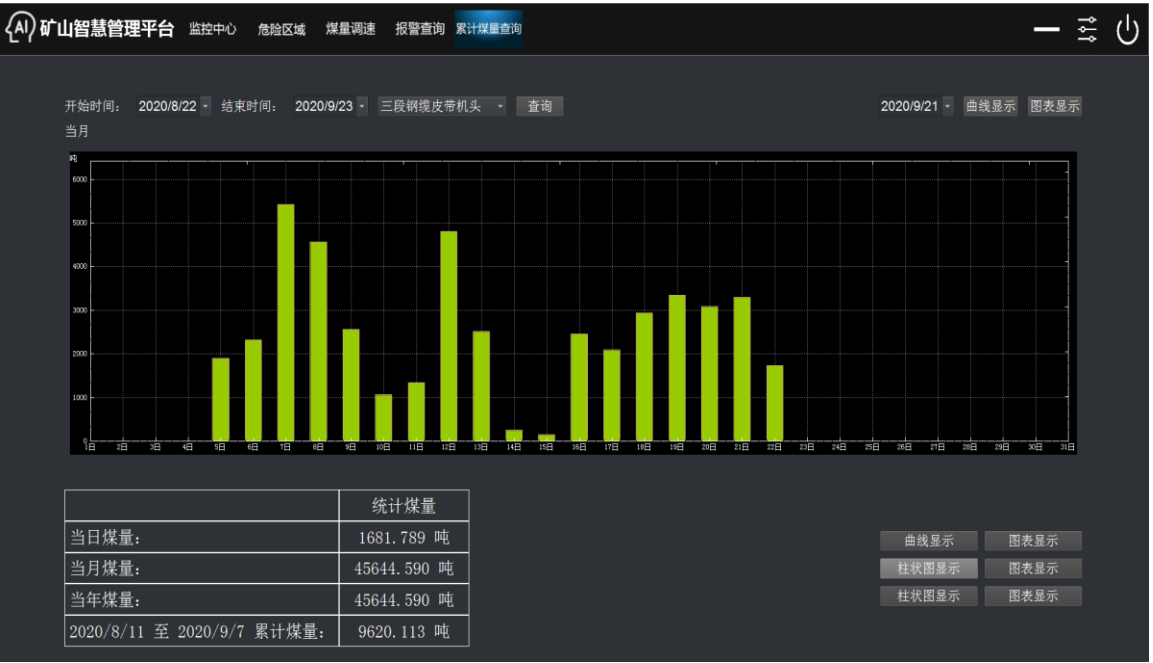 AI 矿山智慧管理平台 监控中心 危险区域 煤量调速 报警查询 累计煤量查询
开始时间： 2020/8/22 结束时间： 2020/9/23 三段钢缆皮带机头 查询 2020/9/21 曲线显示 图表显示
当月
吨
6000
5000
4000
3000
2000
1000
0
1日 2日 3日 4日 5日 6日 7日 8日 9日 10日 11日 12日 13日 14日 15日 16日 17日 18日 19日 20日 21日 22日 23日 24日 25日 26日 27日 28日 29日 30日 31日
统计煤量
当日煤量： 1681.789 吨
当月煤量： 45644.590 吨
当年煤量： 45644.590 吨
2020/8/11 至 2020/9/7 累计煤量： 9620.113 吨
曲线显示 图表显示
柱状图显示 图表显示
柱状图显示 图表显示